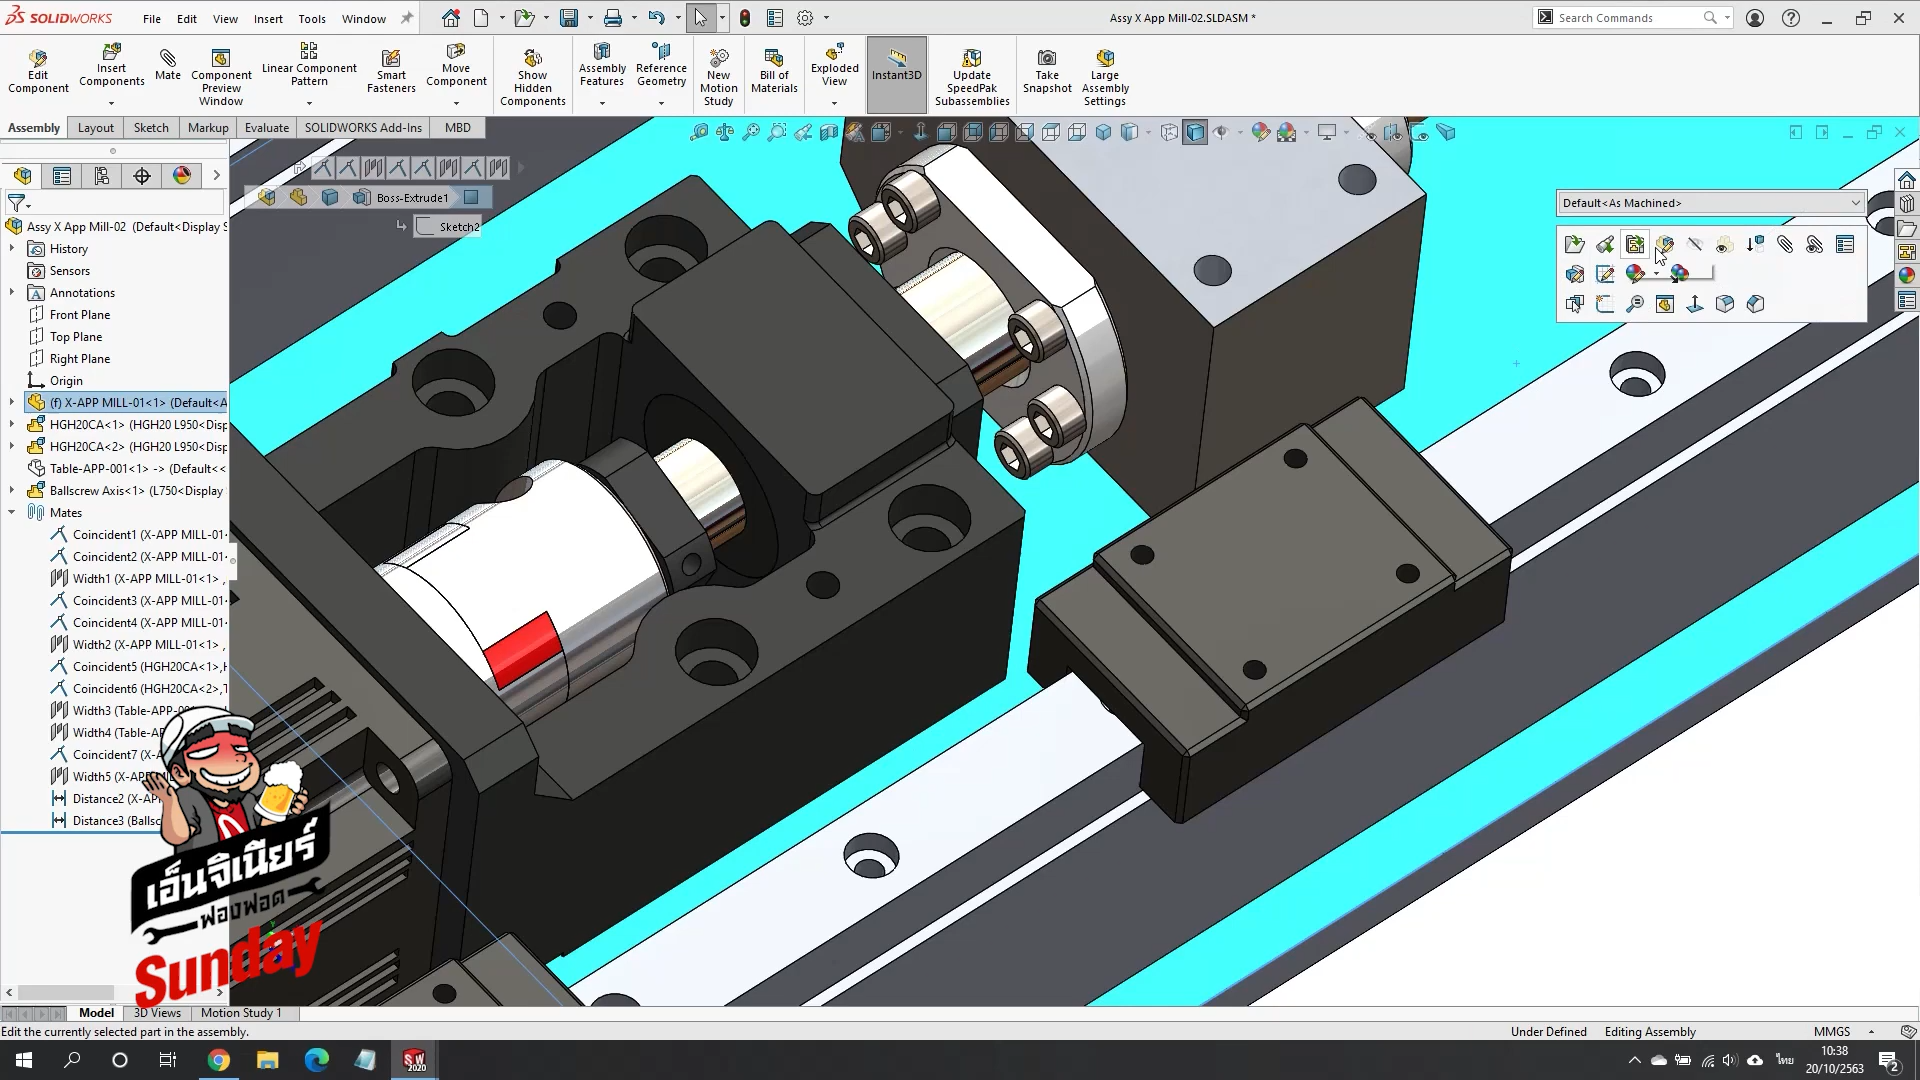 SOLIDWORKS
File
Edit
View
Insert
Tools
Window
Assy X App Mill-02.SLDASM *
Search Commands
Edit Component
Insert Components
Mate
Component Preview Window
Linear Component Pattern
Smart Fasteners
Move Component
Show Hidden Components
Assembly Features
Reference Geometry
New Motion Study
Bill of Materials
Exploded View
Instant3D
Update SpeedPak Subassemblies
Take Snapshot
Large Assembly Settings
Assembly
Layout
Sketch
Markup
Evaluate
SOLIDWORKS Add-Ins
MBD
Boss-Extrude1
Sketch2
Default<As Machined>
Assy X App Mill-02 (Default<Display S
History
Sensors
Annotations
Front Plane
Top Plane
Right Plane
Origin
(f) X-APP MILL-01<1> (Default<A
HGH20CA<1> (HGH20 L950<Disp
HGH20CA<2> (HGH20 L950<Disp
Table-APP-001<1> -> (Default<<
Ballscrew Axis<1> (L750<Display
Mates
Coincident1 (X-APP MILL-01
Coincident2 (X-APP MILL-01
Width1 (X-APP MILL-01<1> ,
Coincident3 (X-APP MILL-01
Coincident4 (X-APP MILL-01
Width2 (X-APP MILL-01<1> ,
Coincident5 (HGH20CA<1>,H
Coincident6 (HGH20CA<2>,T
Width3 (Table-APP-00
Width4 (Table-AP
Coincident7 (X-A
Width5 (X-APP
Distance2 (X-AP
Distance3 (Ballsc
เอ็นจิเนียร์
ฟองฟอด
Sunday
Model
3D Views
Motion Study 1
Edit the currently selected part in the assembly.
Under Defined
Editing Assembly
MMGS
SW
2020
ไทย
10:38
20/10/2563
2